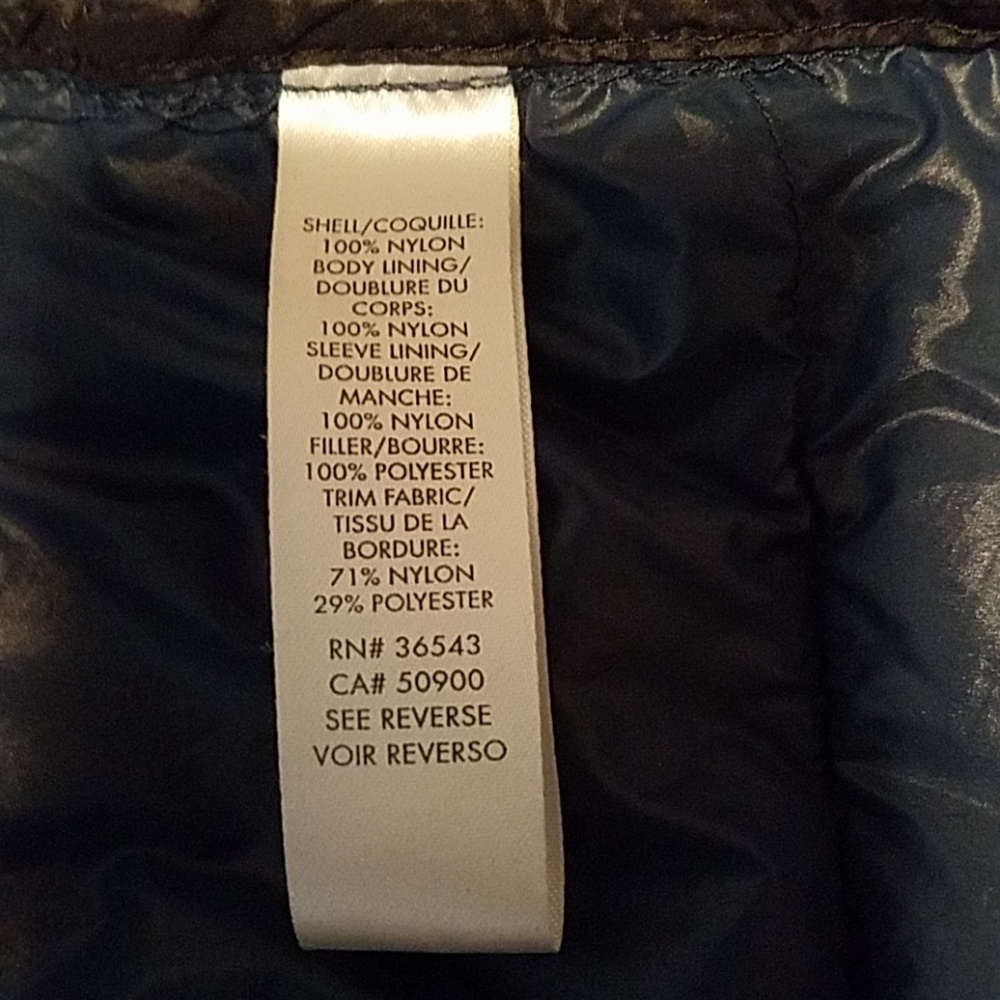 SHELL/COQUILLE:
100% NYLON
BODY LINING/
DOUBLURE DU
CORPS:
100% NYLON
SLEEVE LINING/
DOUBLURE DE
MANCHE:
100% NYLON
FILLER/BOURRE:
100% POLYESTER
TRIM FABRIC/
TISSU DE LA
BORDURE:
71% NYLON
29% POLYESTER
RN# 36543
CA# 50900
SEE REVERSE
VOIR REVERSO